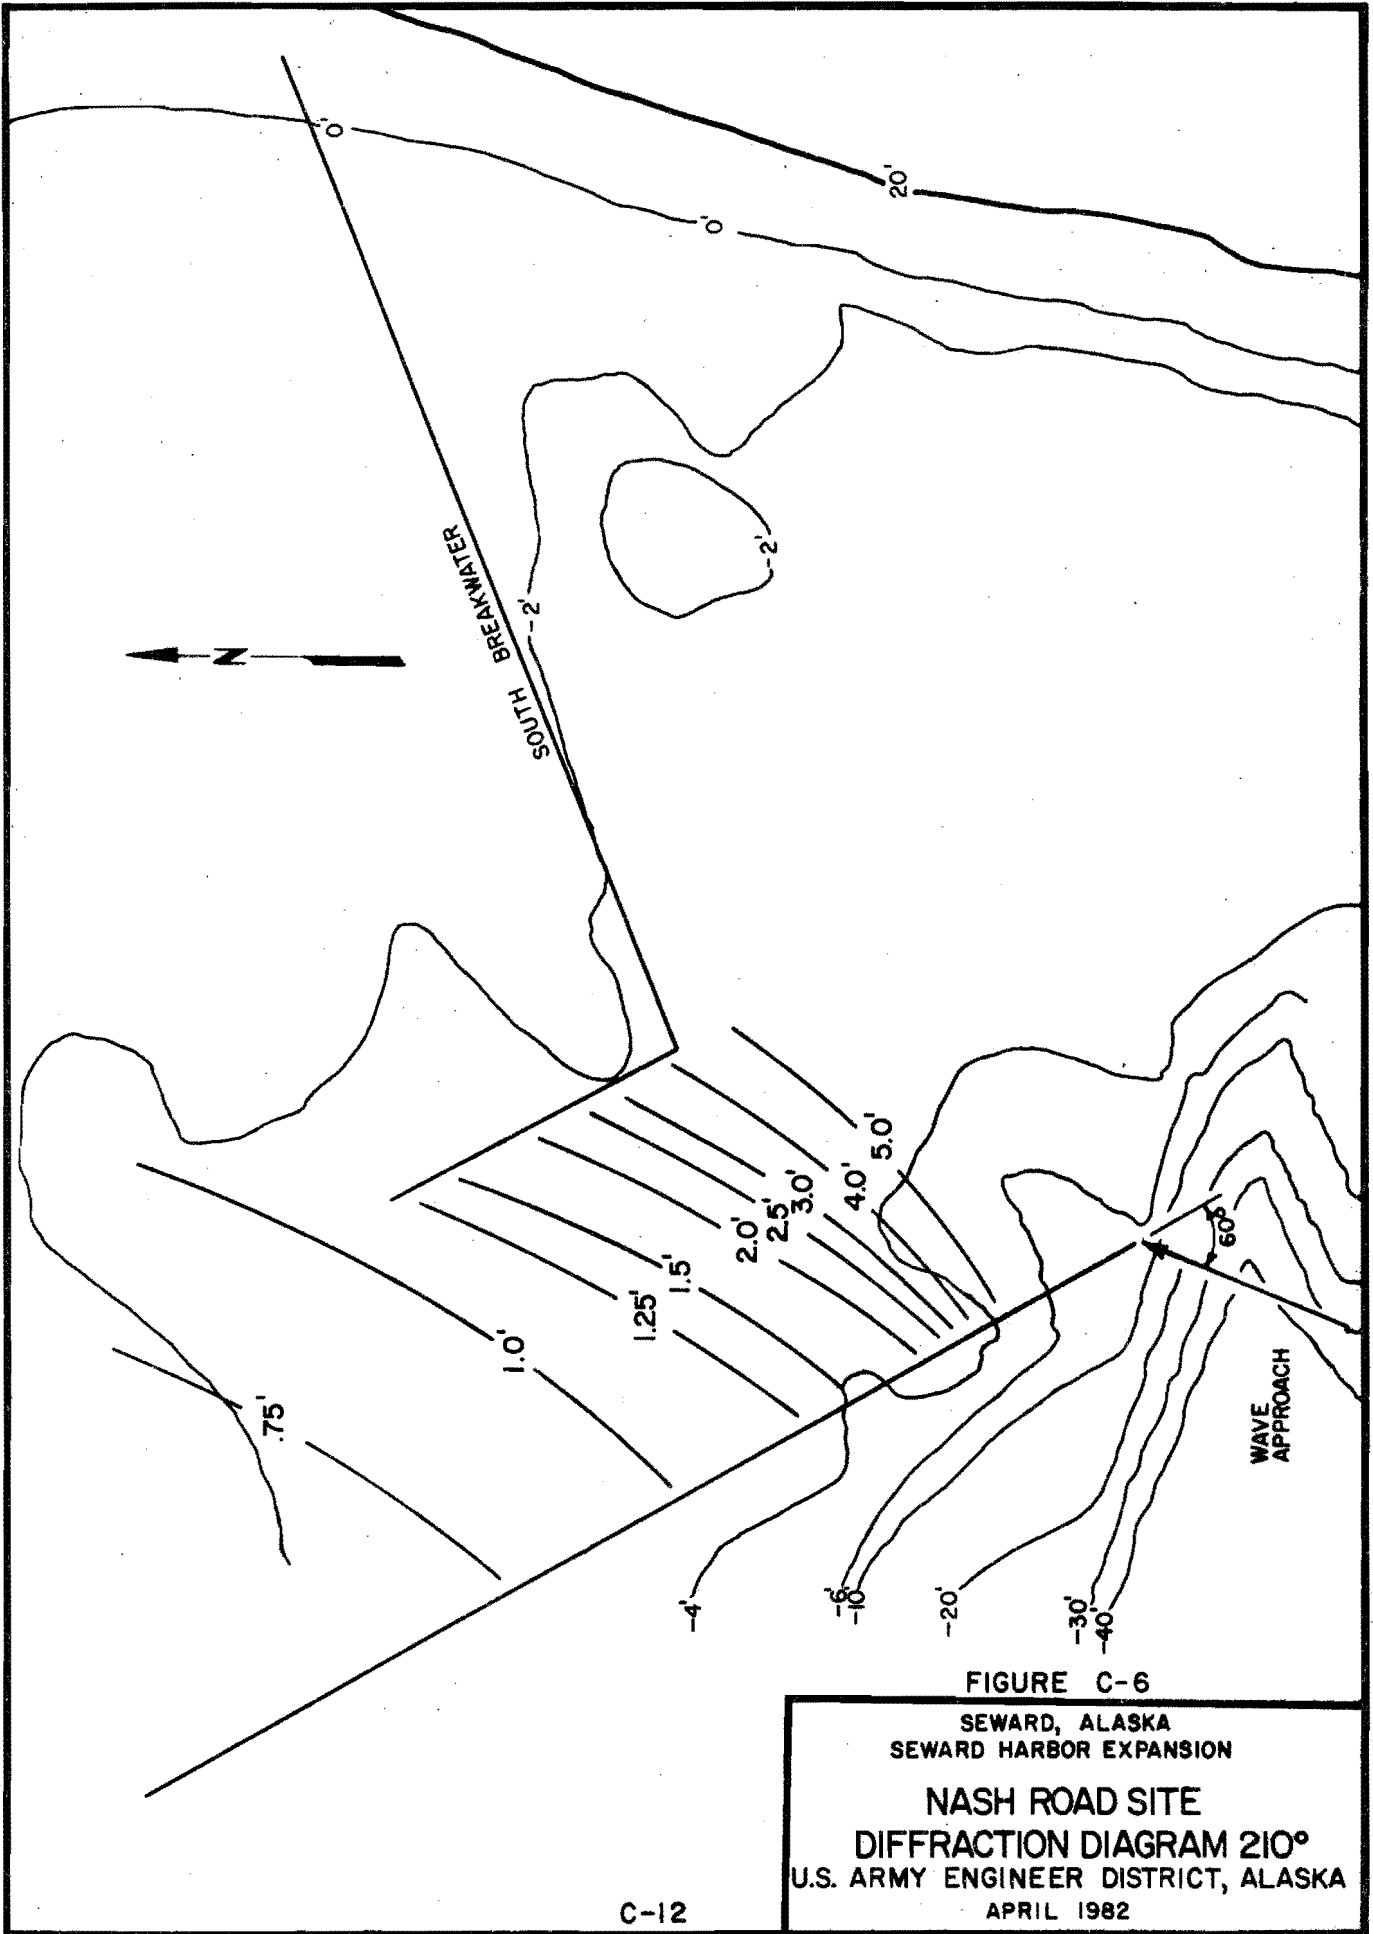 0'
0'
20'
SOUTH BREAKWATER
-2'
-2'
N
5.0'
4.0'
3.0'
2.5'
2.0'
1.5'
1.25'
1.0'
.75'
60°
WAVE
APPROACH
-4'
-6'
-10'
-20'
-30'
-40'
FIGURE C-6
SEWARD, ALASKA
SEWARD HARBOR EXPANSION
NASH ROAD SITE
DIFFRACTION DIAGRAM 210°
U.S. ARMY ENGINEER DISTRICT, ALASKA
APRIL 1982
C-12